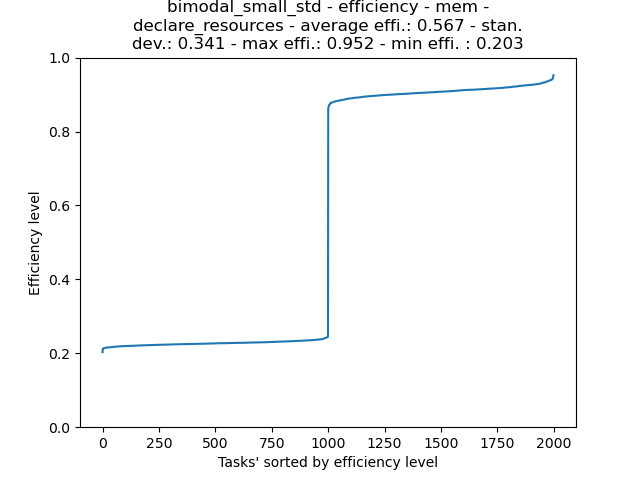 bimodal_small_std - efficiency - mem -
declare_resources - average effi.: 0.567 - stan.
dev.: 0.341 - max effi.: 0.952 - min effi. : 0.203
1.0
0.8
0.6
0.4
0.2
0.0
Efficiency level
0 250 500 750 1000 1250 1500 1750 2000
Tasks' sorted by efficiency level